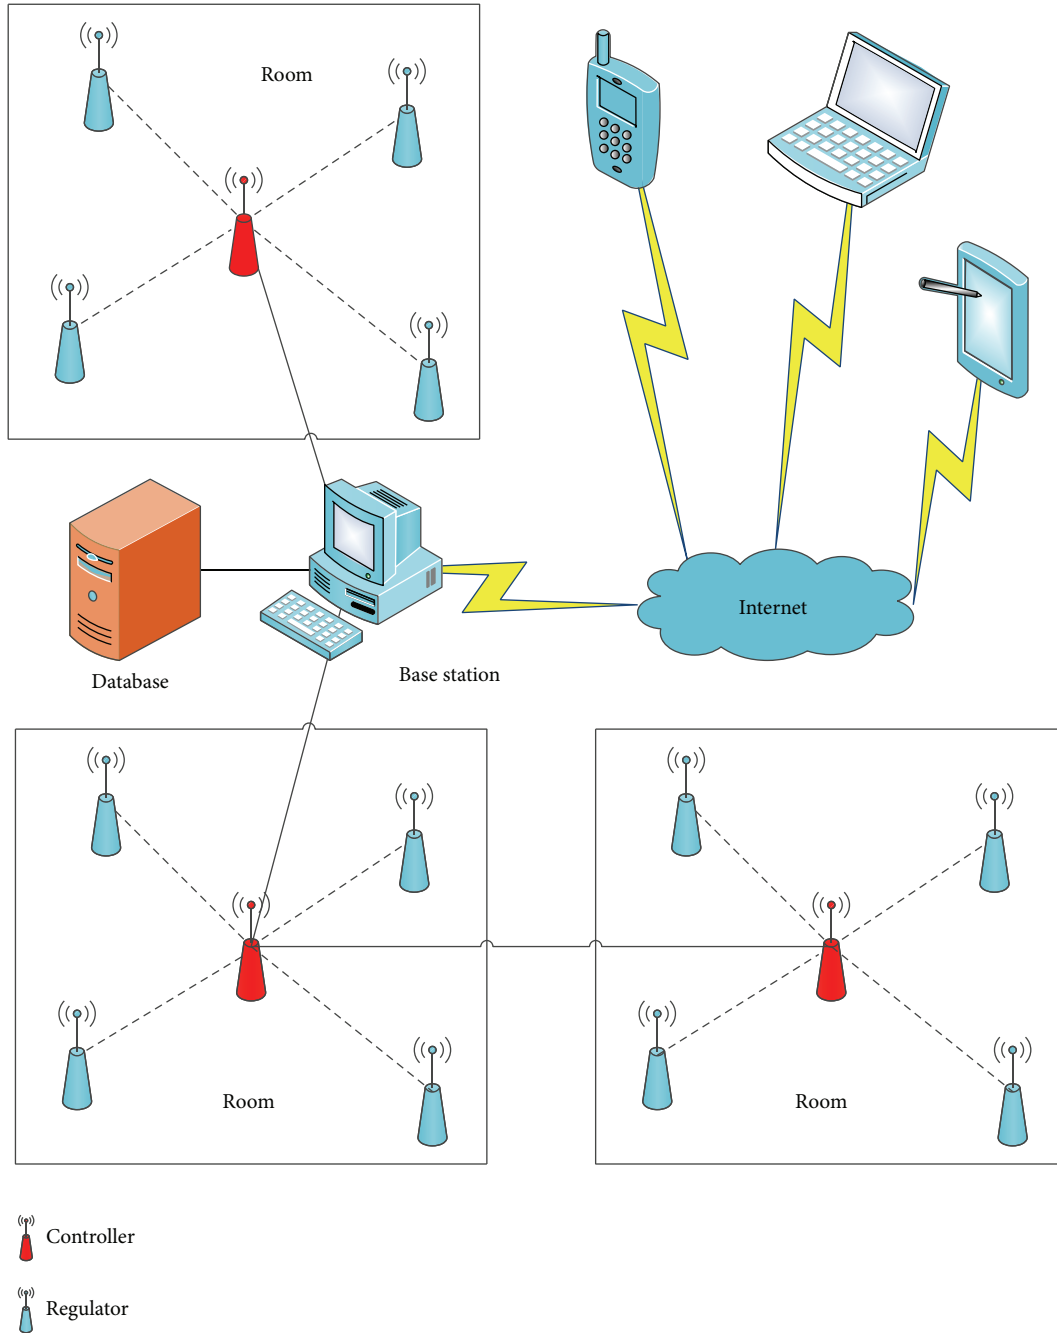 Room
Internet
Database
Base station
Room
Room
Controller
Regulator